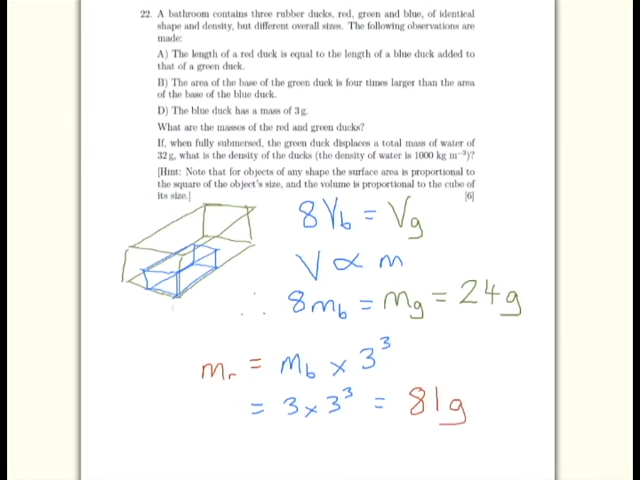 22. A bathroom contains three rubber ducks, red, green and blue, of identical
shape and density, but different overall sizes. The following observations are
made:
A) The length of a red duck is equal to the length of a blue duck added to
that of a green duck.
B) The area of the base of the green duck is four times larger than the area
of the base of the blue duck.
D) The blue duck has a mass of 3 g.
What are the masses of the red and green ducks?
If, when fully submersed, the green duck displaces a total mass of water of
32 g, what is the density of the ducks (the density of water is 1000 kg m⁻³)?
[Hint: Note that for objects of any shape the surface area is proportional to
the square of the object's size, and the volume is proportional to the cube of
its size.] [6]
8 V_b = V_g
V ∝ m
∴ 8m_b = m_g = 24g
m_r = m_b × 3³
= 3 × 3³ = 81g